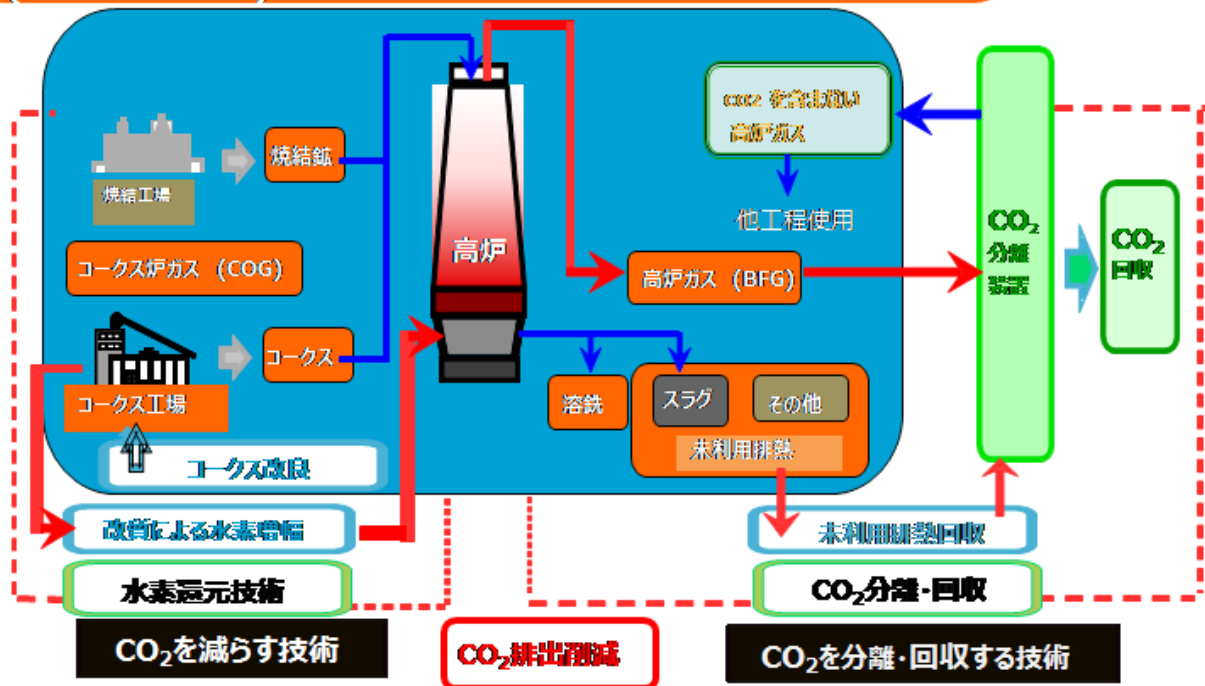 焼結鉱
焼結工場
コークス炉ガス (COG)
コークス
コークス工場
コークス改良
高炉
CO2 を含まない
高炉ガス
他工程使用
高炉ガス (BFG)
溶銑
スラグ
その他
未利用排熱
CO₂
分離
装置
CO₂
回収
改質による水素増幅
未利用排熱回収
水素還元技術
CO₂分離・回収
CO₂を減らす技術
CO₂排出削減
CO₂を分離・回収する技術